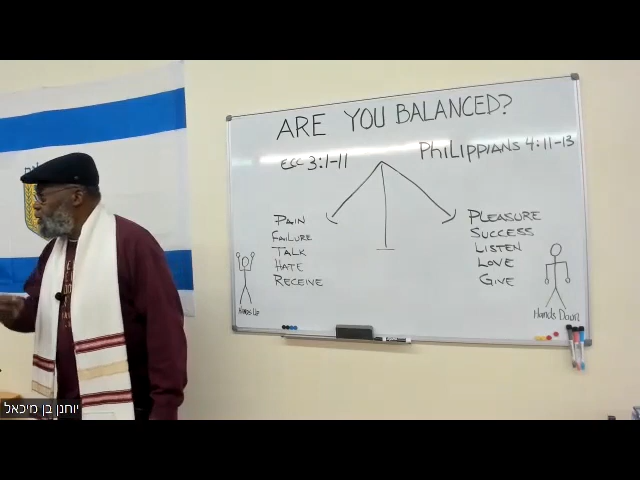 ARE YOU BALANCED?
ECC 3:1-11
PHILIPPIANS 4:11-13
PAIN
FAILURE
TALK
HATE
RECEIVE
PLEASURE
SUCCESS
LISTEN
LOVE
GIVE
Hands Up
Hands Down
יוחנן בן מיכאל